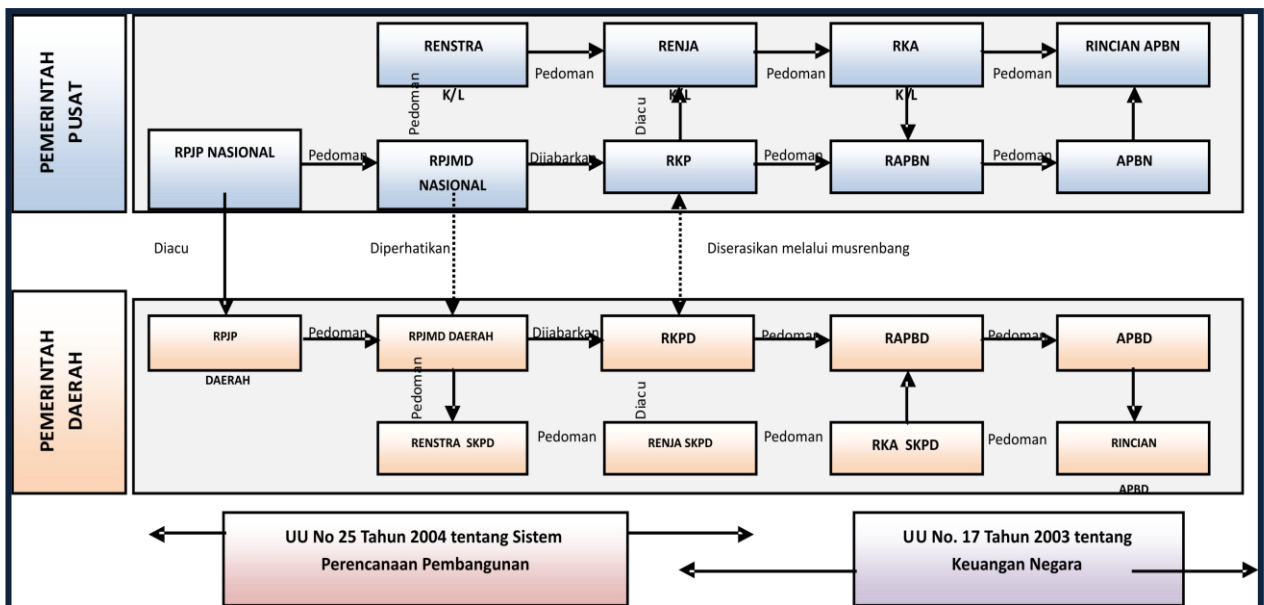 PEMERINTAH
PUSAT
RENSTRA
K/L
Pedoman
RENJA
K/L
Pedoman
RKA
K/L
Pedoman
RINCIAN APBN
Pedoman
Diacu
RPJP NASIONAL
Pedoman
RPJMD
NASIONAL
Dijabarkan
RKP
Pedoman
RAPBN
Pedoman
APBN
Diacu
Diperhatikan
Diserasikan melalui musrenbang
PEMERINTAH
DAERAH
RPJP
DAERAH
Pedoman
RPJMD DAERAH
Dijabarkan
RKPD
Pedoman
RAPBD
Pedoman
APBD
Pedoman
Diacu
RENSTRA SKPD
Pedoman
RENJA SKPD
Pedoman
RKA SKPD
Pedoman
RINCIAN
APBD
UU No 25 Tahun 2004 tentang Sistem
Perencanaan Pembangunan
UU No. 17 Tahun 2003 tentang
Keuangan Negara